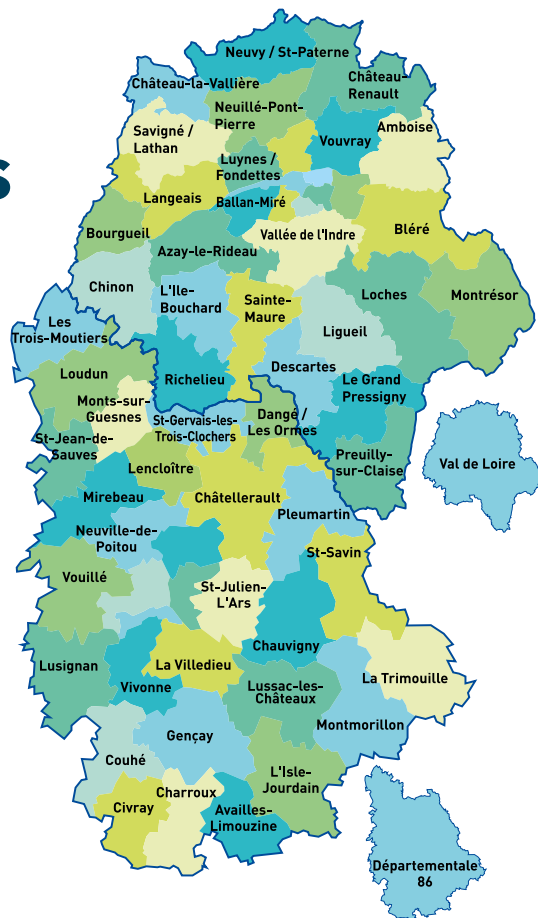 Neuvy / St-Paterne
Château-la-Vallière
Château-
Renault
Neuillé-Pont-
Pierre
Savigné /
Lathan
Amboise
Vouvray
S
Luynes /
Fondettes
Langeais
Ballan-Miré
Bourgueil
Vallée de l'Indre
Bléré
Azay-le-Rideau
Chinon
L'Ile-
Bouchard
Sainte-
Maure
Loches
Montrésor
Les
Trois-Moutiers
Ligueil
Descartes
Loudun
Richelieu
Le Grand
Pressigny
Monts-sur-
Guesnes
St-Gervais-les-
Trois-Clochers
Dangé /
Les Ormes
St-Jean-de-
Sauves
Preuilly-
sur-Claise
Val de Loire
Lencloître
Mirebeau
Châtellerault
Pleumartin
Neuville-de-
Poitou
St-Savin
Vouillé
St-Julien-
L'Ars
Chauvigny
Lusignan
La Villedieu
La Trimouille
Vivonne
Lussac-les-
Châteaux
Montmorillon
Gençay
Couhé
L'Isle-
Jourdain
Charroux
Civray
Availles-
Limouzine
Départementale
86